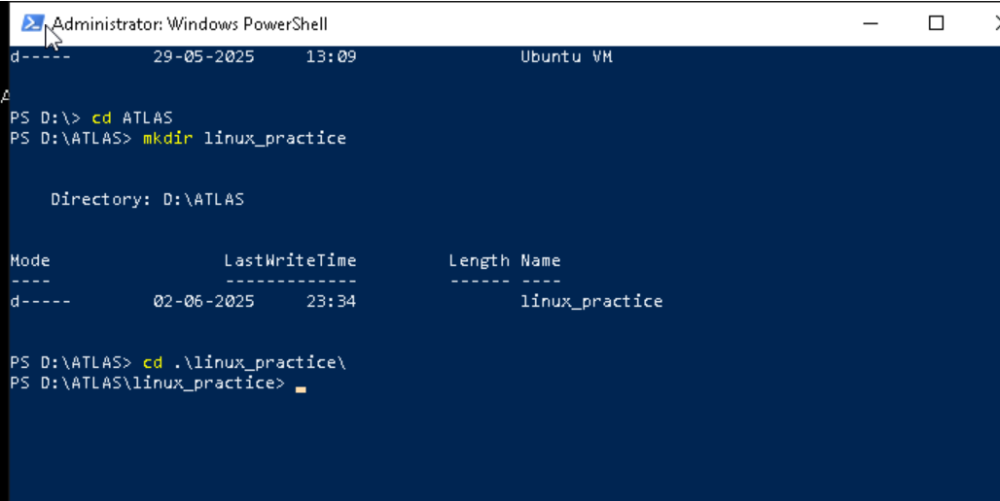 Administrator: Windows PowerShell
d----- 29-05-2025 13:09 Ubuntu VM
A
PS D:\> cd ATLAS
PS D:\ATLAS> mkdir linux_practice
Directory: D:\ATLAS
Mode LastWriteTime Length Name
---- ------------- ------ ----
d----- 02-06-2025 23:34 linux_practice
PS D:\ATLAS> cd .\linux_practice\
PS D:\ATLAS\linux_practice>